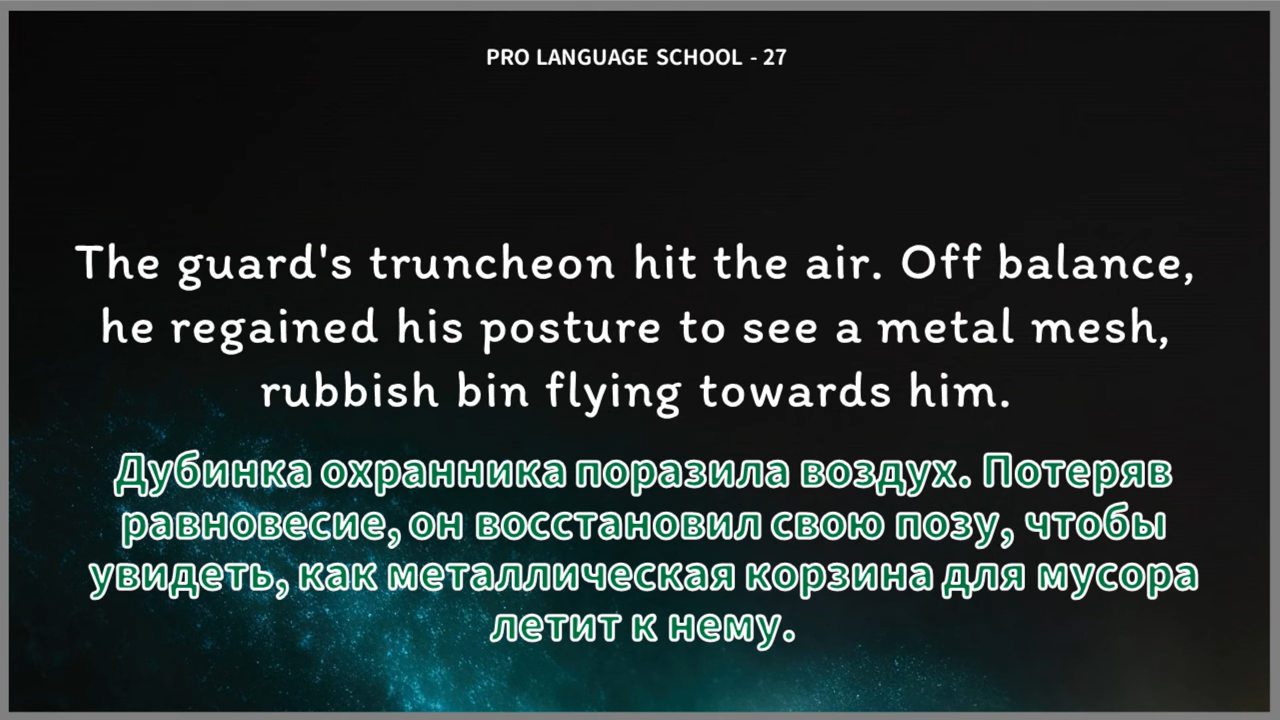 PRO LANGUAGE SCHOOL - 27
The guard's truncheon hit the air. Off balance,
he regained his posture to see a metal mesh,
rubbish bin flying towards him.
Дубинка охранника поразила воздух. Потеряв
равновесие, он восстановил свою позу, чтобы
увидеть, как металлическая корзина для мусора
летит к нему.